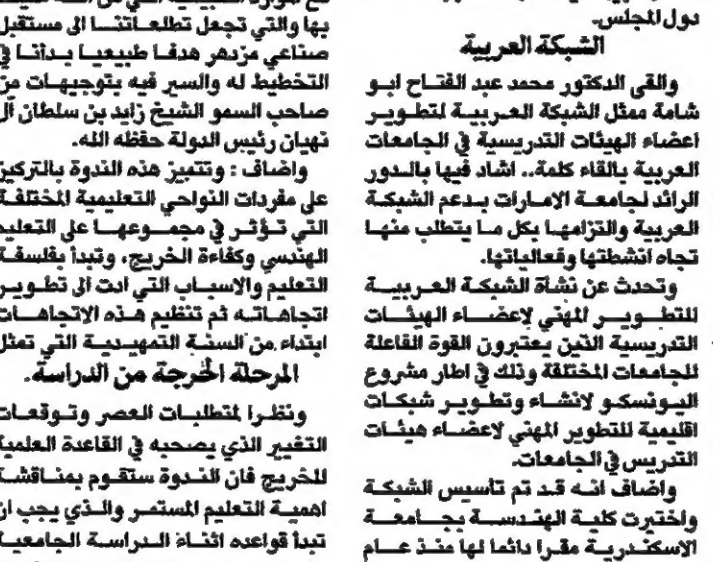 دول المجلس.
الشبكة العربية
والقى الدكتور محمد عبد الفتاح ابو
شامة ممثل الشبكة العربية لتطوير
اعضاء الهيئات التدريسية في الجامعات
العربية بالقاء كلمة.. اشاد فيها بالدور
الرائد لجامعة الامارات بدعم الشبكة
العربية والتزامها بكل ما يتطلب منها
تجاه انشطتها وفعالياتها.
وتحدث عن نشأة الشبكة العربية
للتطوير المهني لاعضاء الهيئات
التدريسية الذين يعتبرون القوة الفاعلة
للجامعات المختلفة وذلك في اطار مشروع
اليونسكو لانشاء وتطوير شبكات
اقليمية للتطوير المهني لاعضاء هيئات
التدريس في الجامعات.
واضاف انه قد تم تأسيس الشبكة
واختيرت كلية الهندسة بجامعة
الاسكندرية مقرا دائما لها منذ عام
بها والتي تجعل تطلعاتنا الى مستقبل
صناعي مزدهر هدفا طبيعيا بدأنا في
التخطيط له والسير فيه بتوجيهات من
صاحب السمو الشيخ زايد بن سلطان آل
نهيان رئيس الدولة حفظه الله.
واضاف : وتتميز هذه الندوة بالتركيز
على مفردات النواحي التعليمية المختلفة
التي تؤثر في مجموعها على التعليم
الهندسي وكفاءة الخريج، وتبدأ بفلسفة
التعليم والاسباب التي ادت الى تطوير
اتجاهاته ثم تنظيم هذه الاتجاهات
ابتداء من السنة التمهيدية التي تمثل
المرحلة الحرجة من الدراسة.
ونظرا لمتطلبات العصر وتوقعات
التغيير الذي يصحبه في القاعدة العلمية
للخريج فان الندوة ستقوم بمناقشة
اهمية التعليم المستمر والذي يجب ان
تبدأ قواعده اثناء الدراسة الجامعية